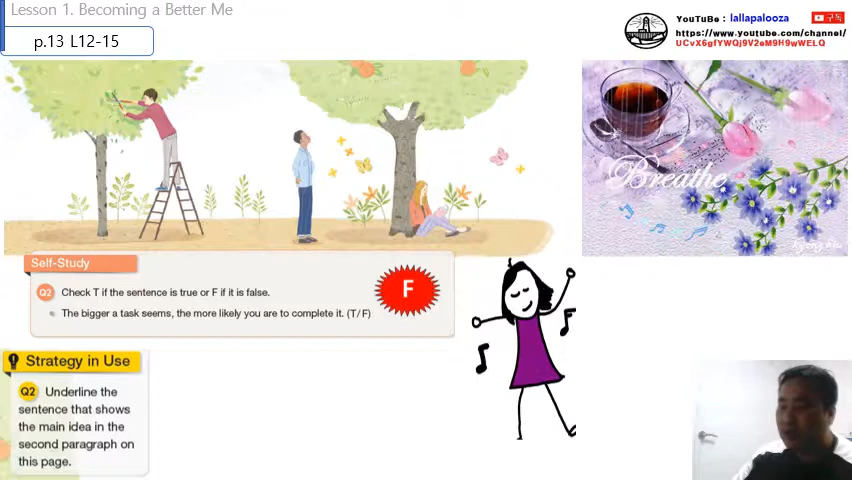 Lesson 1. Becoming a Better Me
p.13 L12-15
YouTuBe : lallapalooza
구독
https://www.youtube.com/channel/
UCvX6gfYWQj9V2eM9H9wWELQ
Breathe
Self-Study
Q2 Check T if the sentence is true or F if it is false.
The bigger a task seems, the more likely you are to complete it. (T/F)
F
Strategy in Use
Q2 Underline the
sentence that shows
the main idea in the
second paragraph on
this page.